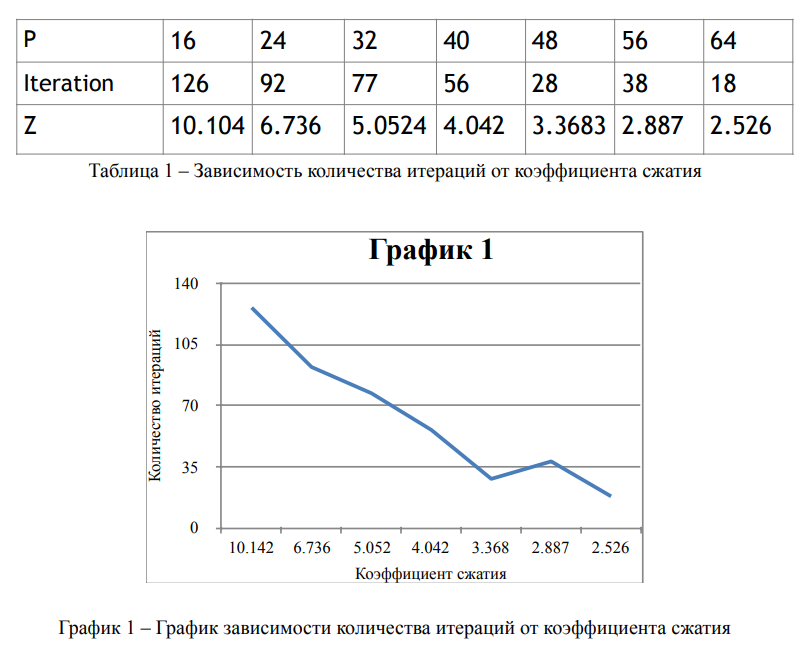 P 16 24 32 40 48 56 64
Iteration 126 92 77 56 28 38 18
Z 10.104 6.736 5.0524 4.042 3.3683 2.887 2.526
Таблица 1 – Зависимость количества итераций от коэффициента сжатия
График 1
140
105
70
35
0
Количество итераций
10.142 6.736 5.052 4.042 3.368 2.887 2.526
Коэффициент сжатия
График 1 – График зависимости количества итераций от коэффициента сжатия